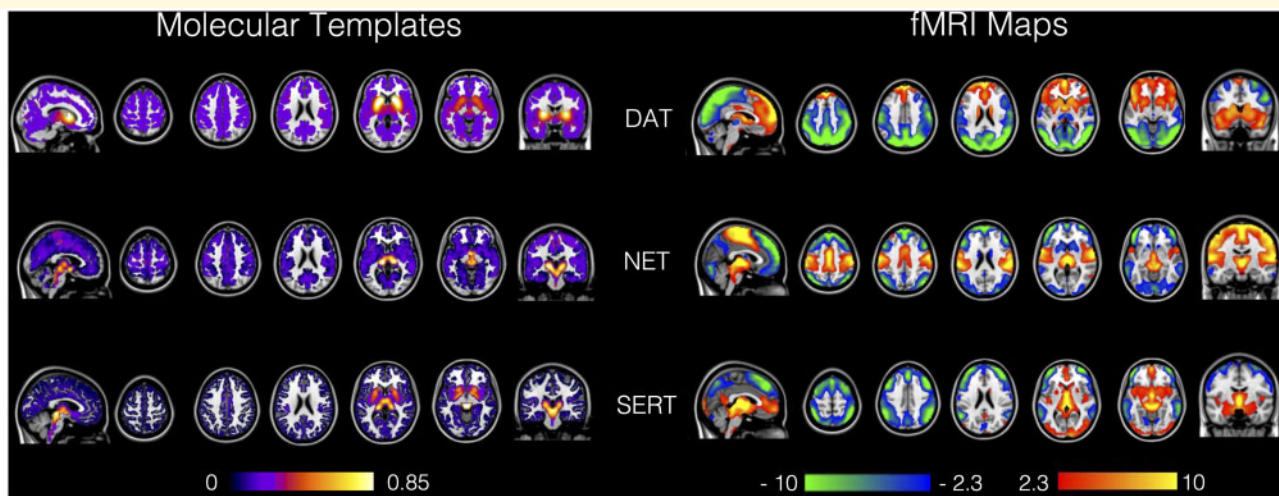 Molecular Templates
fMRI Maps
DAT
NET
SERT
0
0.85
- 10
- 2.3
2.3
10